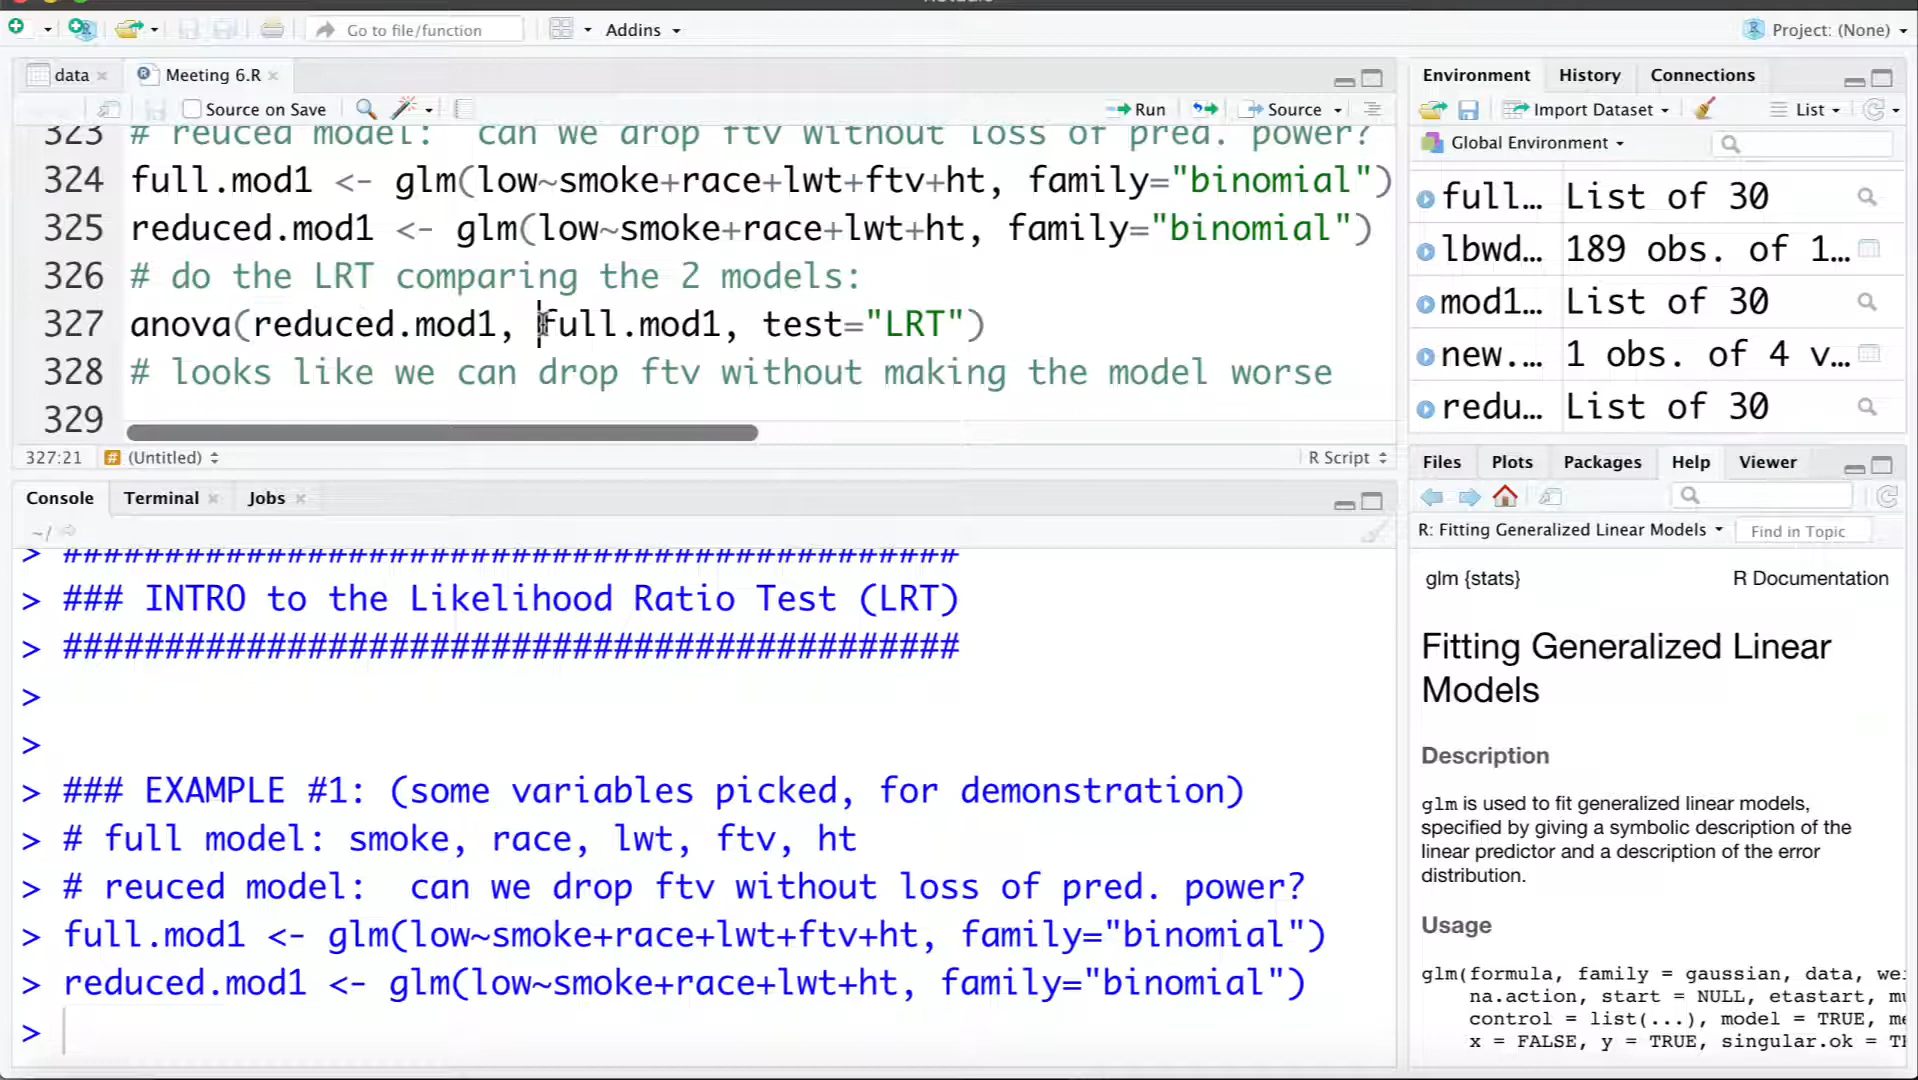 Go to file/function
Addins
Project: (None)
data
Meeting 6.R
Source on Save
Run
Source
323 # reuced model:  can we drop ftv without loss of pred. power?
324 full.mod1 <- glm(low~smoke+race+lwt+ftv+ht, family="binomial")
325 reduced.mod1 <- glm(low~smoke+race+lwt+ht, family="binomial")
326 # do the LRT comparing the 2 models:
327 anova(reduced.mod1, full.mod1, test="LRT")
328 # looks like we can drop ftv without making the model worse
329
327:21
(Untitled)
R Script
Console
Terminal
Jobs
~/
> ############################################
> ### INTRO to the Likelihood Ratio Test (LRT)
> ############################################
>
>
> ### EXAMPLE #1: (some variables picked, for demonstration)
> # full model: smoke, race, lwt, ftv, ht
> # reuced model:  can we drop ftv without loss of pred. power?
> full.mod1 <- glm(low~smoke+race+lwt+ftv+ht, family="binomial")
> reduced.mod1 <- glm(low~smoke+race+lwt+ht, family="binomial")
>
Environment
History
Connections
Import Dataset
List
Global Environment
full… List of 30
lbwd… 189 obs. of 1…
mod1… List of 30
new.… 1 obs. of 4 v…
redu… List of 30
Files
Plots
Packages
Help
Viewer
R: Fitting Generalized Linear Models
Find in Topic
glm {stats}
R Documentation
Fitting Generalized Linear
Models
Description
glm is used to fit generalized linear models,
specified by giving a symbolic description of the
linear predictor and a description of the error
distribution.
Usage
glm(formula, family = gaussian, data, we
na.action, start = NULL, etastart, m
control = list(...), model = TRUE, me
x = FALSE, y = TRUE, singular.ok = T